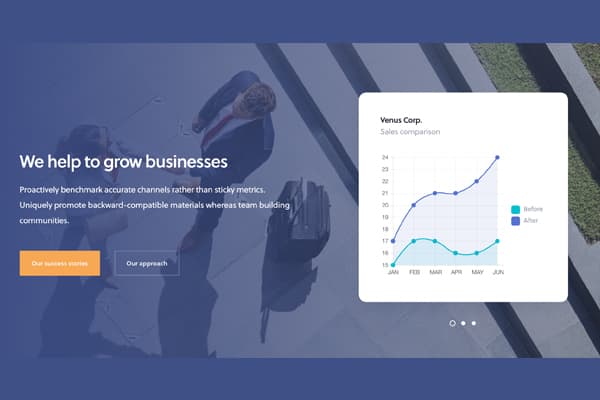 We help to grow businesses
Proactively benchmark accurate channels rather than sticky metrics.
Uniquely promote backward-compatible materials whereas team building
communities.
Our success stories
Our approach
Venus Corp.
Sales comparison
24
23
22
21
20
19
18
17
16
15
JAN FEB MAR APR MAY JUN
Before
After